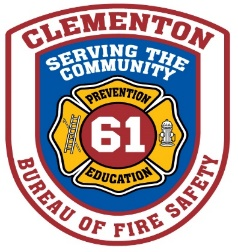 CLEMENTON
SERVING THE
COMMUNITY
PREVENTION
61
EDUCATION
BUREAU OF FIRE SAFETY